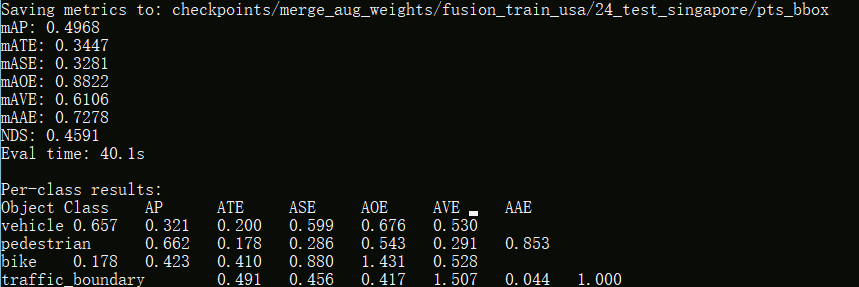 Saving metrics to: checkpoints/merge_aug_weights/fusion_train_usa/24_test_singapore/pts_bbox
mAP: 0.4968
mATE: 0.3447
mASE: 0.3281
mAOE: 0.8822
mAVE: 0.6106
mAAE: 0.7278
NDS: 0.4591
Eval time: 40.1s
Per-class results:
Object Class AP ATE ASE AOE AVE AAE
vehicle 0.657 0.321 0.200 0.599 0.676 0.530
pedestrian 0.662 0.178 0.286 0.543 0.291 0.853
bike 0.178 0.423 0.410 0.880 1.431 0.528
traffic_boundary 0.491 0.456 0.417 1.507 0.044 1.000